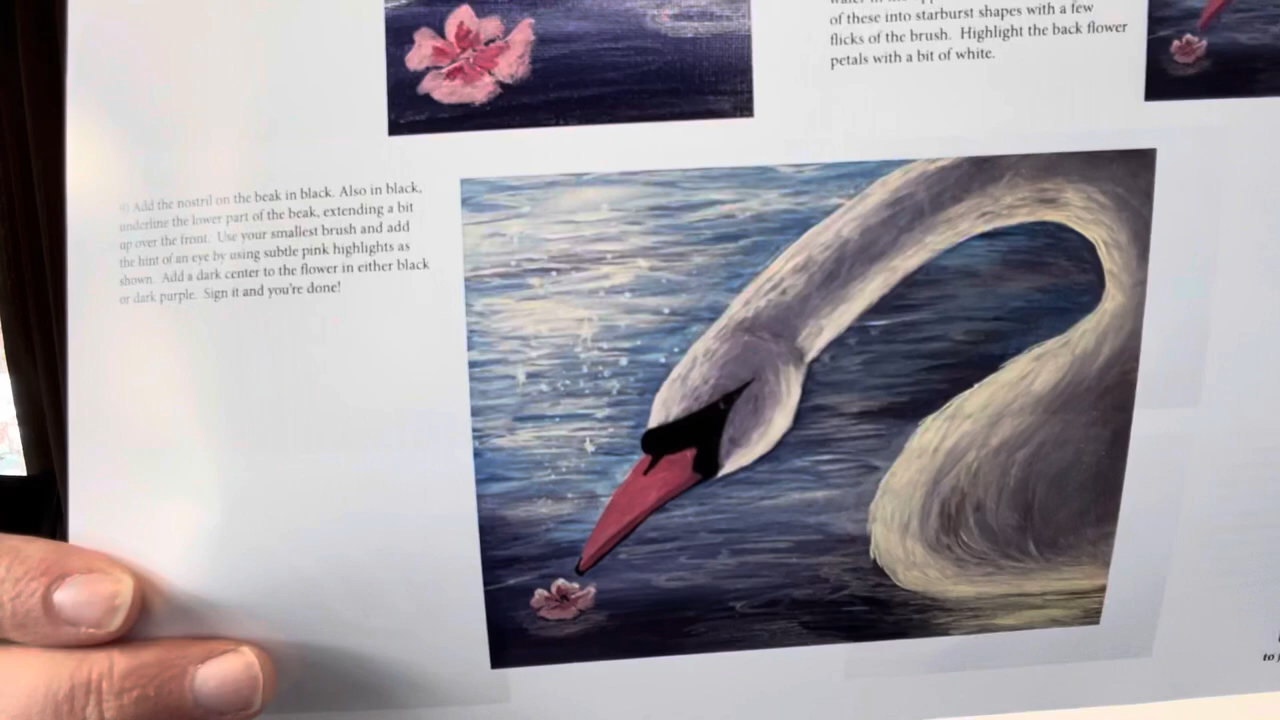 of these into starburst shapes with a few
flicks of the brush. Highlight the back flower
petals with a bit of white.
Add the nostril on the beak in black. Also in black,
underline the lower part of the beak, extending a bit
up over the front. Use your smallest brush and add
the hint of an eye by using subtle pink highlights as
shown. Add a dark center to the flower in either black
or dark purple. Sign it and you're done!
to